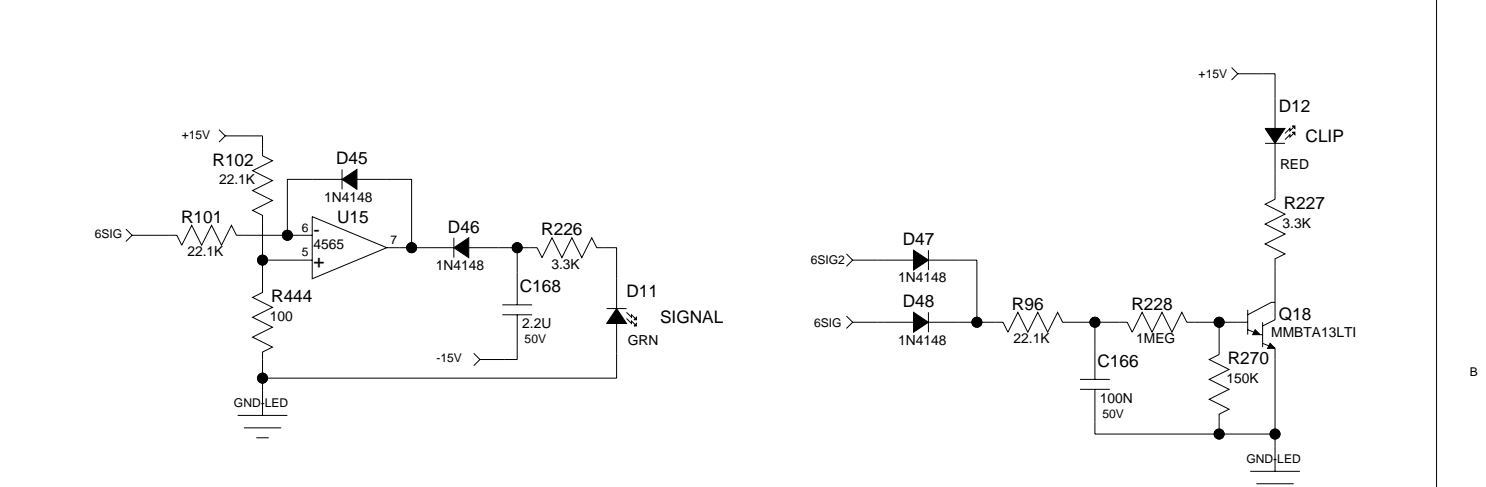 +15V
R102
22.1K
D45
1N4148
U15
R101
22.1K
6SIG
6
-
4565
5
+
7
D46
1N4148
R226
3.3K
R444
100
C168
2.2U
50V
-15V
D11
SIGNAL
GRN
GND-LED
+15V
D12
CLIP
RED
R227
3.3K
D47
6SIG2
1N4148
D48
6SIG
1N4148
R96
22.1K
R228
1MEG
Q18
MMBTA13LTI
C166
100N
50V
R270
150K
GND-LED
B